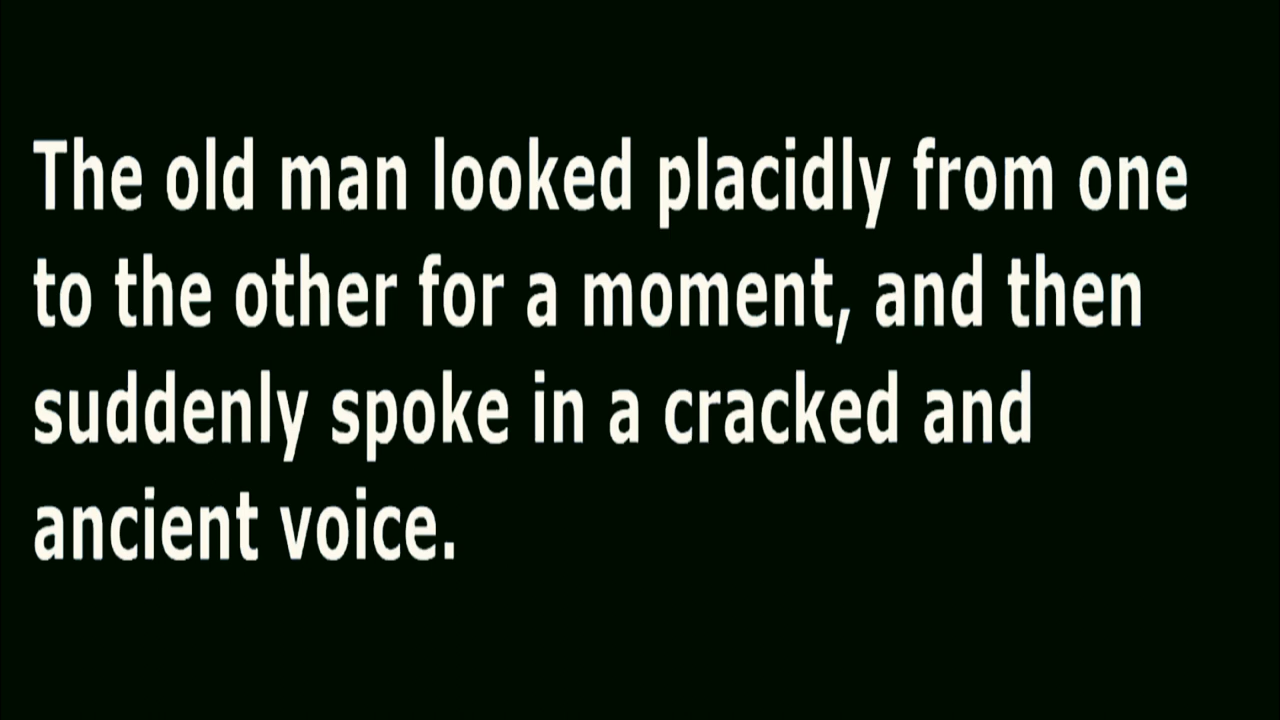 The old man looked placidly from one
to the other for a moment, and then
suddenly spoke in a cracked and
ancient voice.